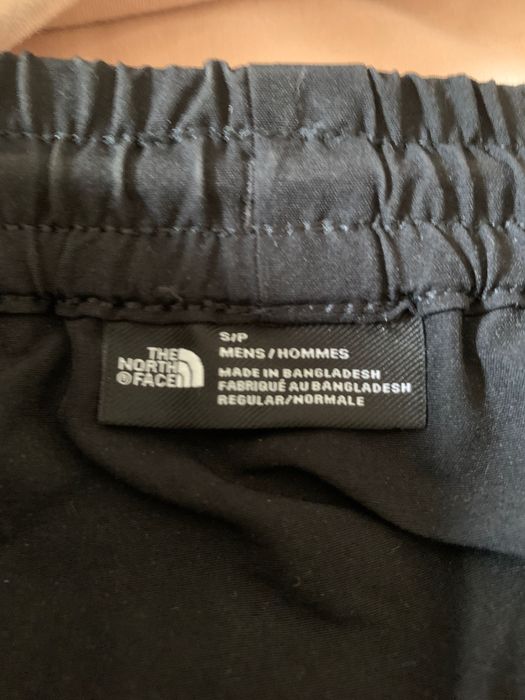 THE
NORTH
FACE
S/P
MENS/HOMMES
MADE IN BANGLADESH
FABRIQUÉ AU BANGLADESH
REGULAR/NORMALE